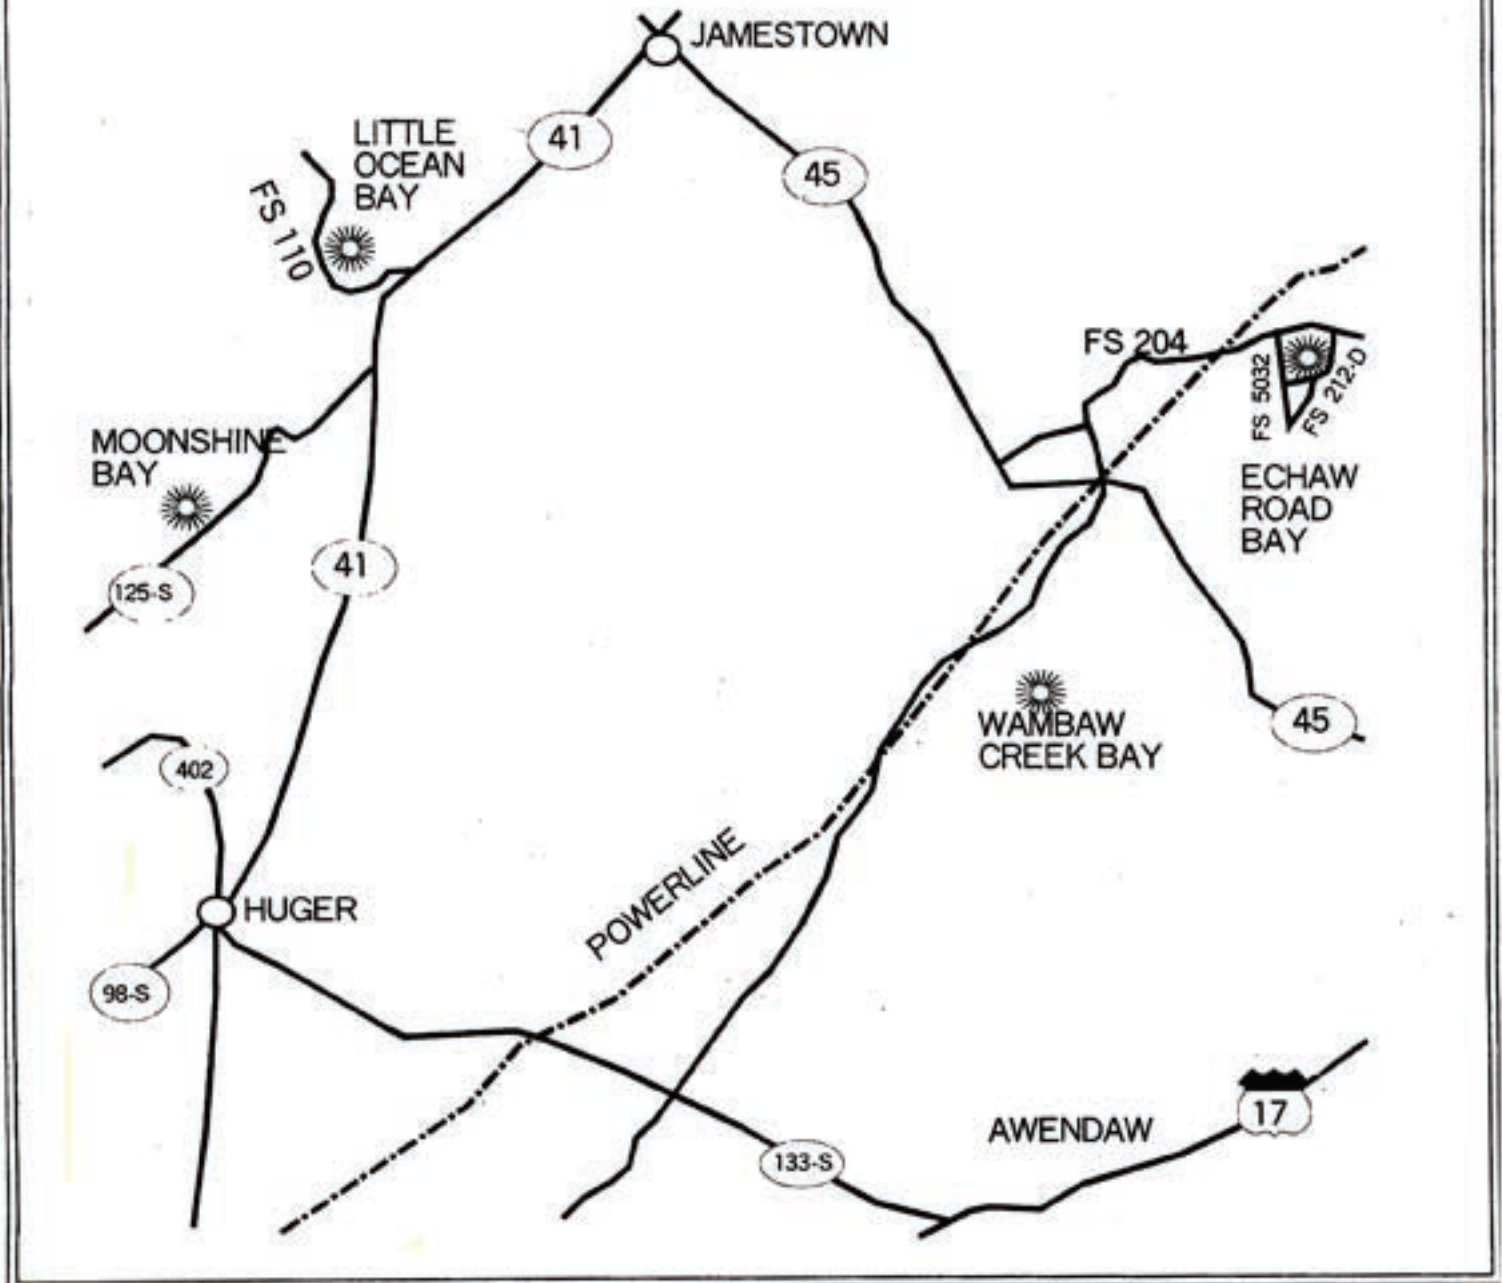 JAMESTOWN
LITTLE
OCEAN
BAY
41
45
FS 110
FS 204
FS 5032
FS 212-D
MOONSHINE
BAY
ECHAW
ROAD
BAY
41
125-S
WAMBAW
CREEK BAY
45
402
POWERLINE
HUGER
98-S
17
AWENDAW
133-S